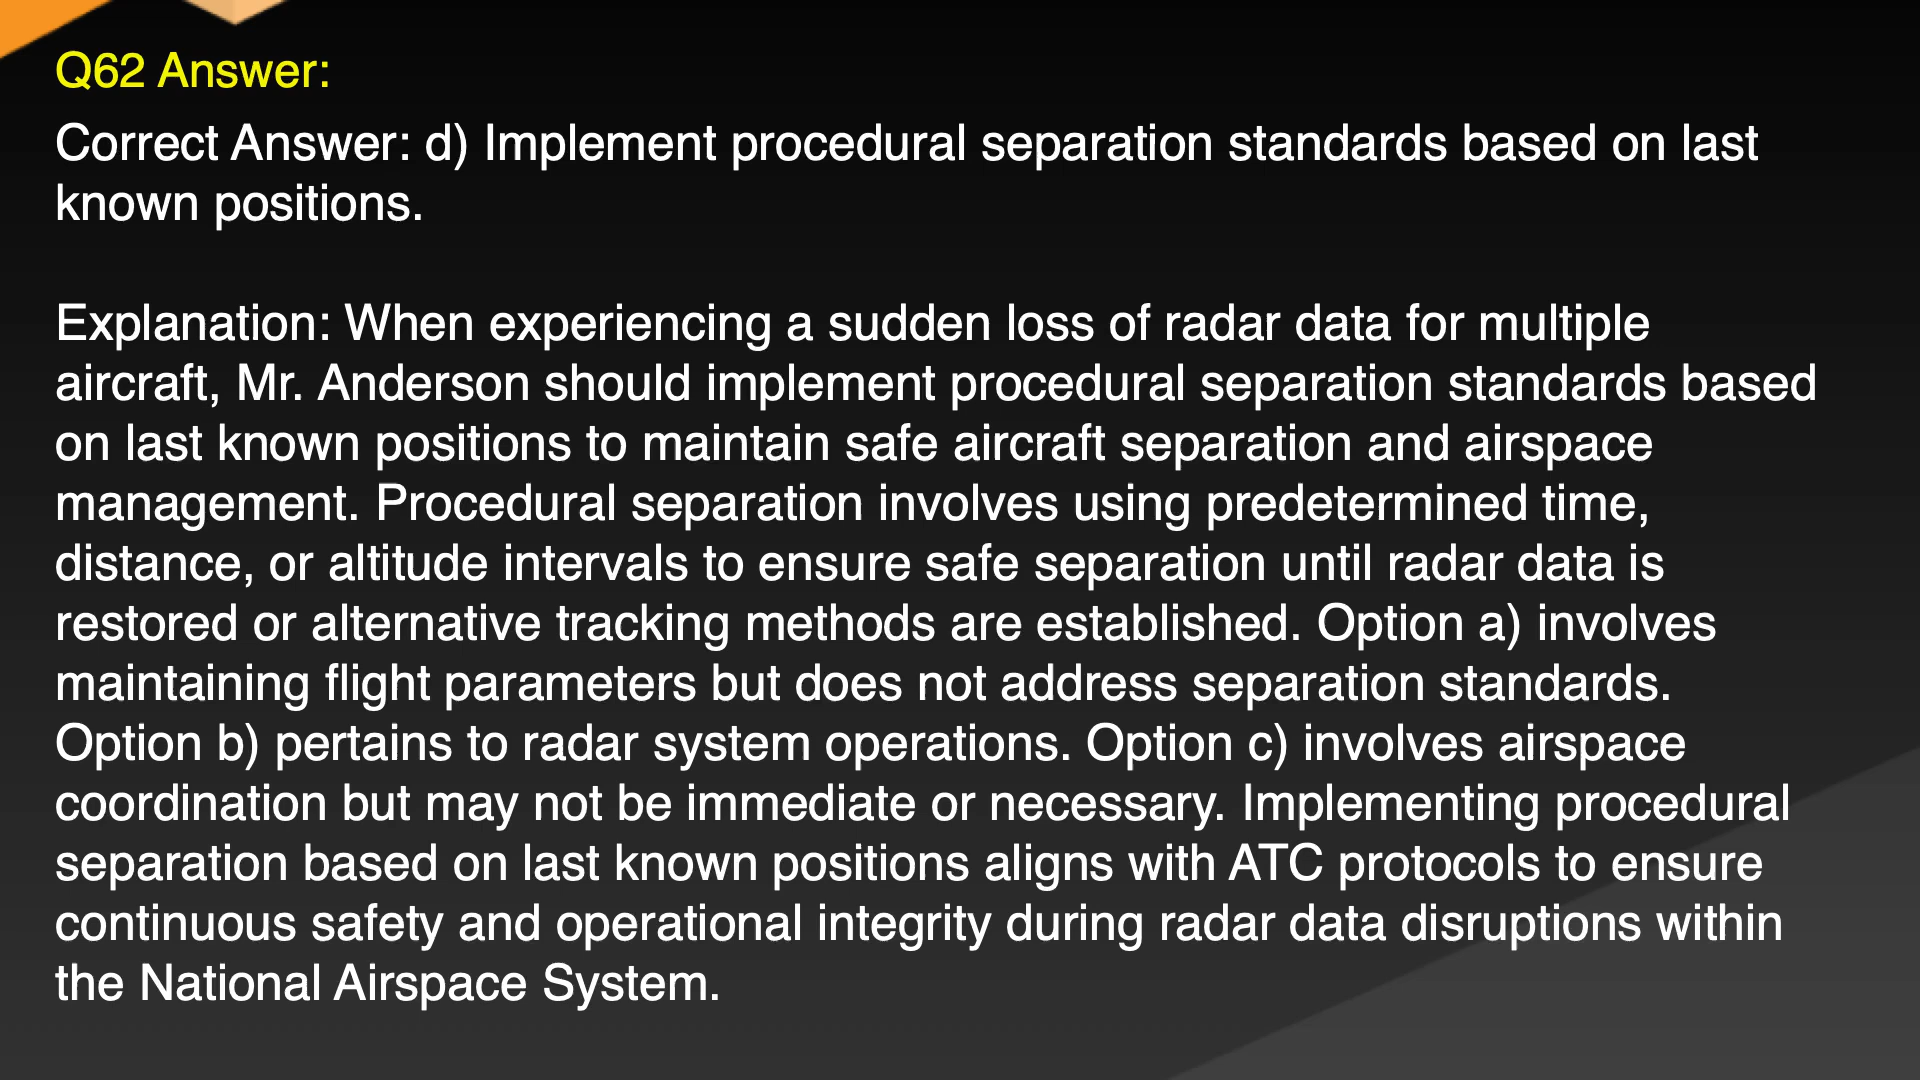 Q62 Answer:
Correct Answer: d) Implement procedural separation standards based on last
known positions.
Explanation: When experiencing a sudden loss of radar data for multiple
aircraft, Mr. Anderson should implement procedural separation standards based
on last known positions to maintain safe aircraft separation and airspace
management. Procedural separation involves using predetermined time,
distance, or altitude intervals to ensure safe separation until radar data is
restored or alternative tracking methods are established. Option a) involves
maintaining flight parameters but does not address separation standards.
Option b) pertains to radar system operations. Option c) involves airspace
coordination but may not be immediate or necessary. Implementing procedural
separation based on last known positions aligns with ATC protocols to ensure
continuous safety and operational integrity during radar data disruptions within
the National Airspace System.